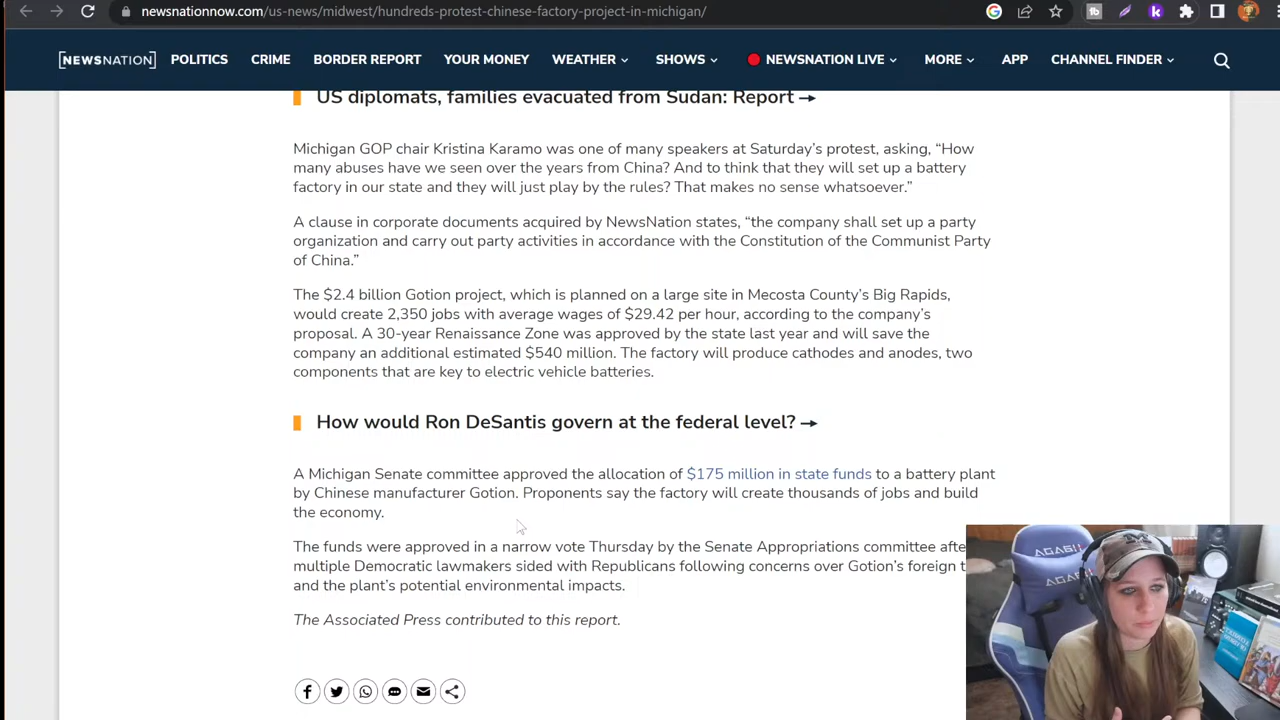 newsnationnow.com/us-news/midwest/hundreds-protest-chinese-factory-project-in-michigan/
[NEWSNATION] POLITICS CRIME BORDER REPORT YOUR MONEY WEATHER SHOWS NEWSNATION LIVE MORE APP CHANNEL FINDER
US diplomats, families evacuated from Sudan: Report →
Michigan GOP chair Kristina Karamo was one of many speakers at Saturday’s protest, asking, “How
many abuses have we seen over the years from China? And to think that they will set up a battery
factory in our state and they will just play by the rules? That makes no sense whatsoever.”
A clause in corporate documents acquired by NewsNation states, “the company shall set up a party
organization and carry out party activities in accordance with the Constitution of the Communist Party
of China.”
The $2.4 billion Gotion project, which is planned on a large site in Mecosta County’s Big Rapids,
would create 2,350 jobs with average wages of $29.42 per hour, according to the company’s
proposal. A 30-year Renaissance Zone was approved by the state last year and will save the
company an additional estimated $540 million. The factory will produce cathodes and anodes, two
components that are key to electric vehicle batteries.
How would Ron DeSantis govern at the federal level? →
A Michigan Senate committee approved the allocation of $175 million in state funds to a battery plant
by Chinese manufacturer Gotion. Proponents say the factory will create thousands of jobs and build
the economy.
The funds were approved in a narrow vote Thursday by the Senate Appropriations committee afte
multiple Democratic lawmakers sided with Republicans following concerns over Gotion’s foreign t
and the plant’s potential environmental impacts.
The Associated Press contributed to this report.